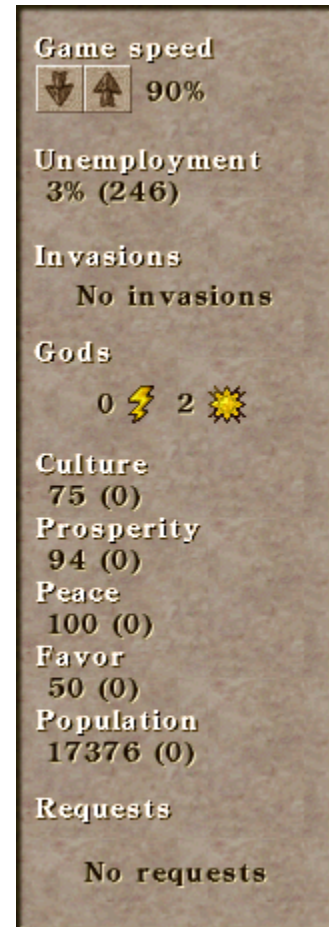 Game speed
90%
Unemployment
3% (246)
Invasions
No invasions
Gods
0 2
Culture
75 (0)
Prosperity
94 (0)
Peace
100 (0)
Favor
50 (0)
Population
17376 (0)
Requests
No requests